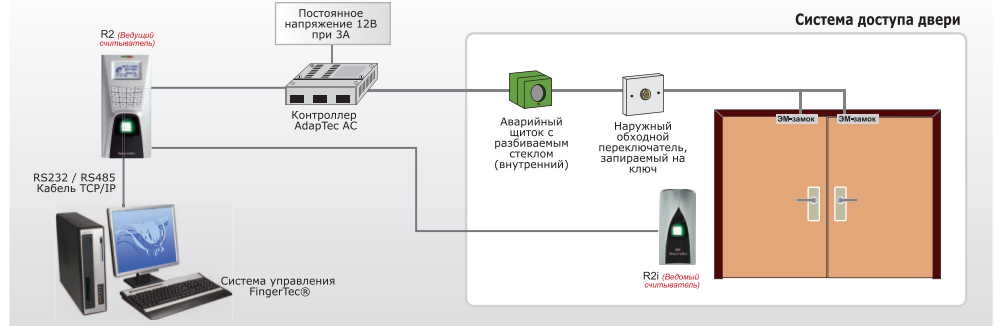 Система доступа двери
Постоянное
напряжение 12В
при 3А
R2 (Ведущий
считыватель)
Контроллер
AdapTec AC
Аварийный
щиток с
разбиваемым
стеклом
(внутренний)
Наружный
обходной
переключатель,
запираемый на
ключ
ЭМ-замок
ЭМ-замок
RS232 / RS485
Кабель TCP/IP
Система управления
FingerTec®
R2i (Ведомый
считыватель)